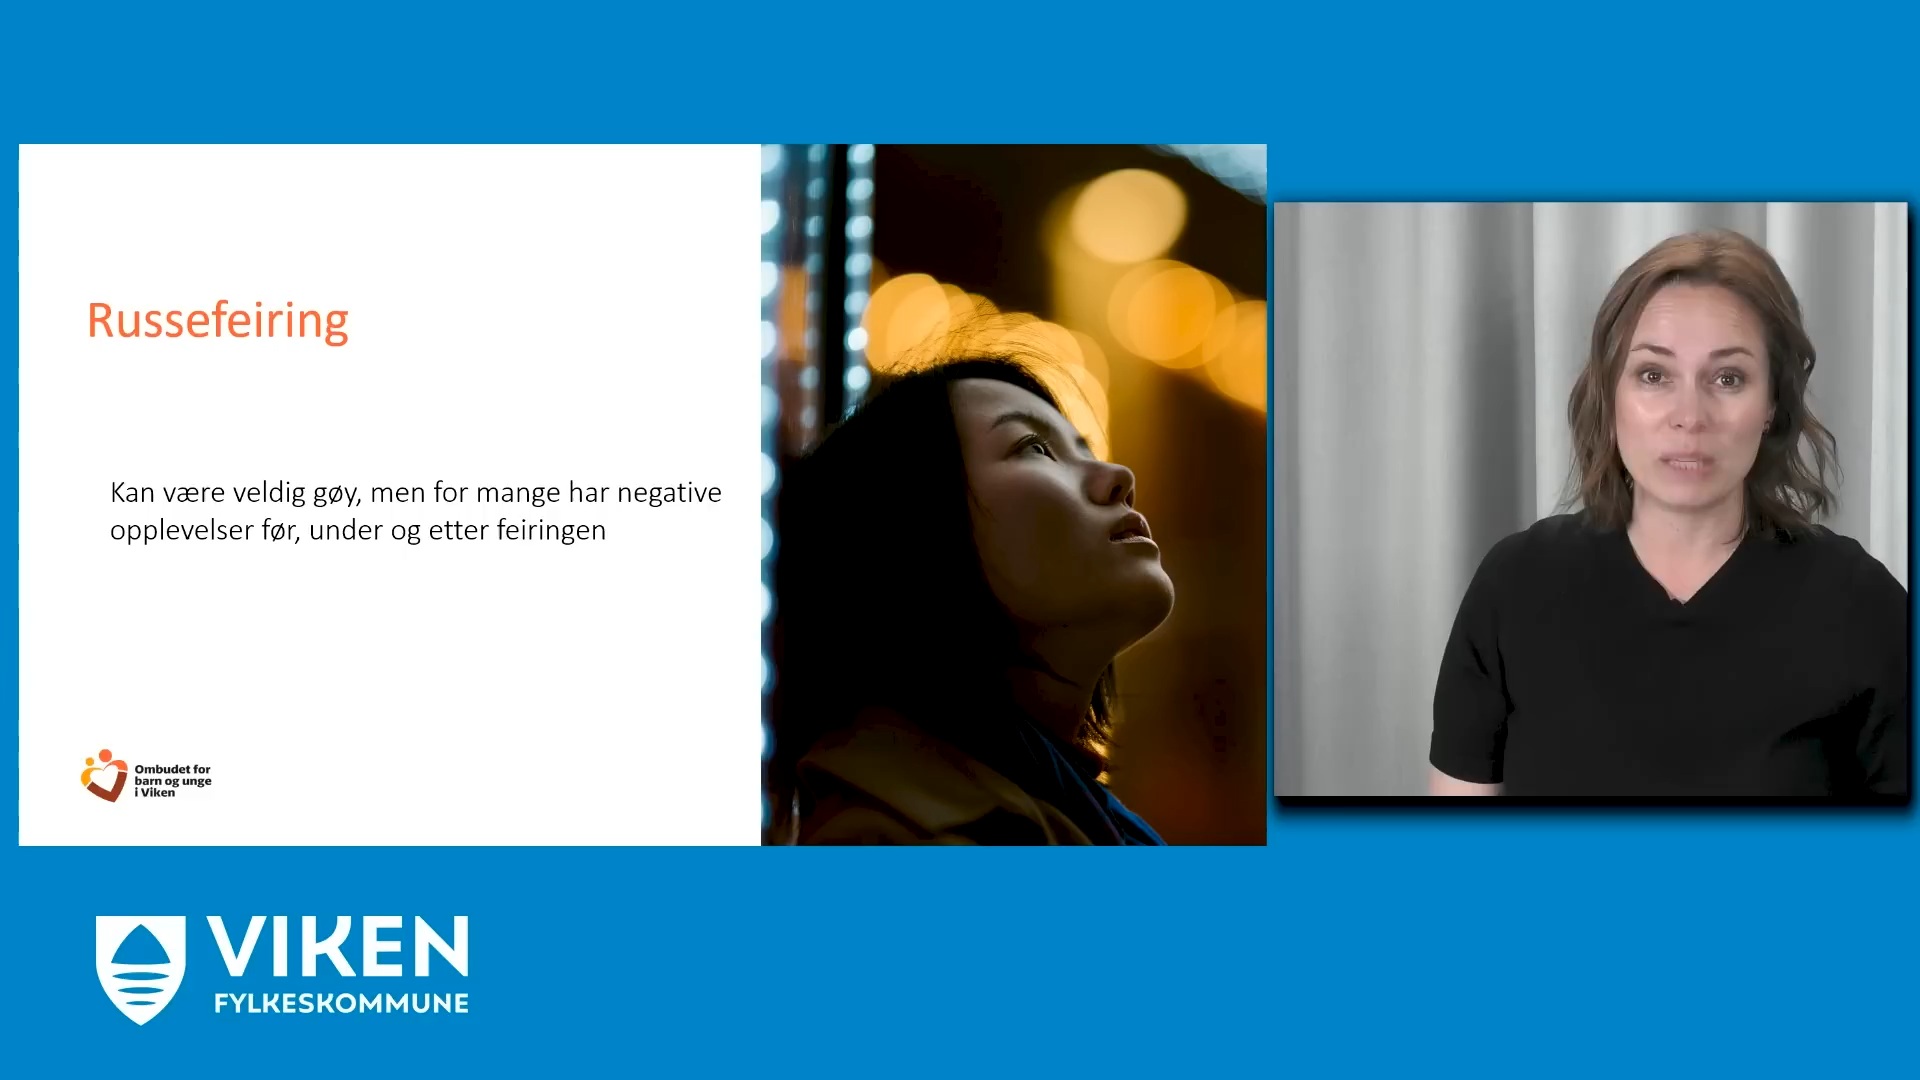 Russefeiring
Kan være veldig gøy, men for mange har negative
opplevelser før, under og etter feiringen
Ombudet for
barn og unge
i Viken
VIKEN
FYLKESKOMMUNE